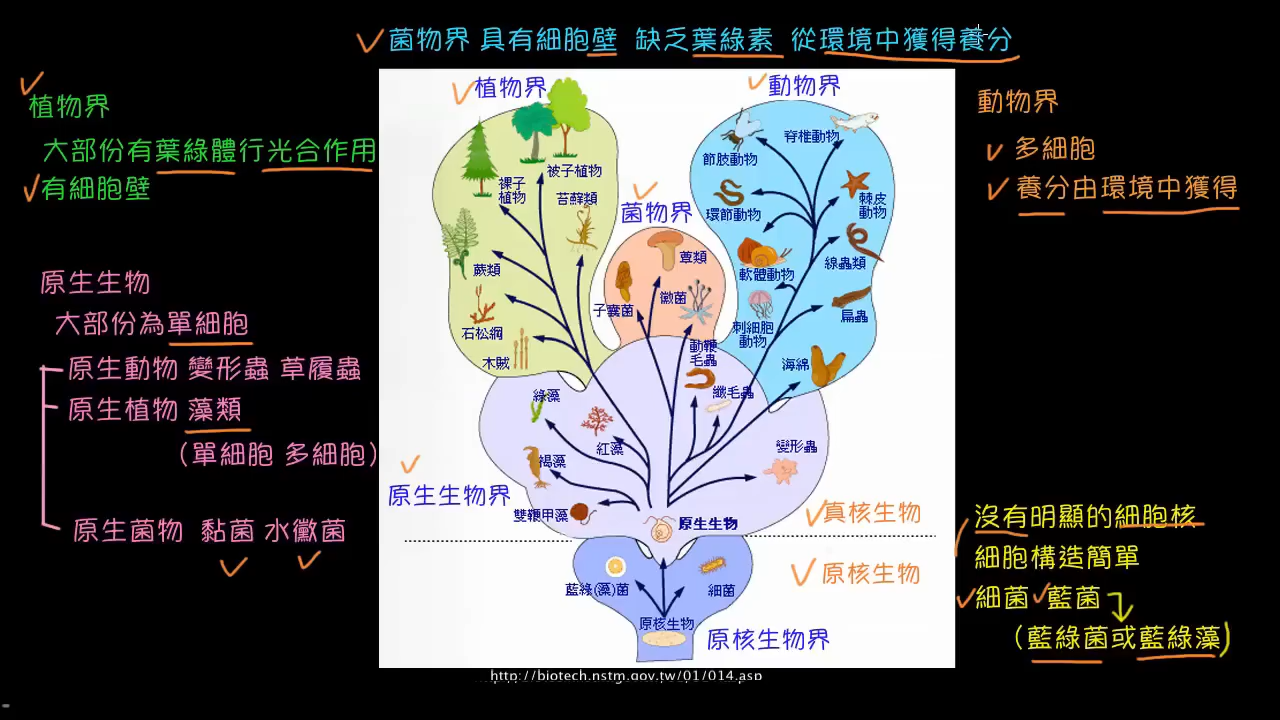 菌物界 具有細胞壁 缺乏葉綠素 從環境中獲得養分
植物界
大部份有葉綠體行光合作用
有細胞壁
原生生物
大部份為單細胞
原生動物 變形蟲 草履蟲
原生植物 藻類
(單細胞 多細胞)
原生菌物 黏菌 水黴菌
植物界
裸子植物
被子植物
苔蘚類
蕨類
石松綱
木賊
菌物界
蕈類
子囊菌
黴菌
動物界
脊椎動物
節肢動物
環節動物
棘皮動物
軟體動物
線蟲類
刺細胞動物
扁蟲
海綿
動鞭毛蟲
纖毛蟲
綠藻
紅藻
褐藻
變形蟲
雙鞭甲藻
原生生物
原生生物界
真核生物
原核生物
藍綠(藻)菌
細菌
原核生物
原核生物界
http://biotech.nstm.gov.tw/01/014.asp
動物界
多細胞
養分由環境中獲得
沒有明顯的細胞核
細胞構造簡單
細菌 藍菌
(藍綠菌或藍綠藻)